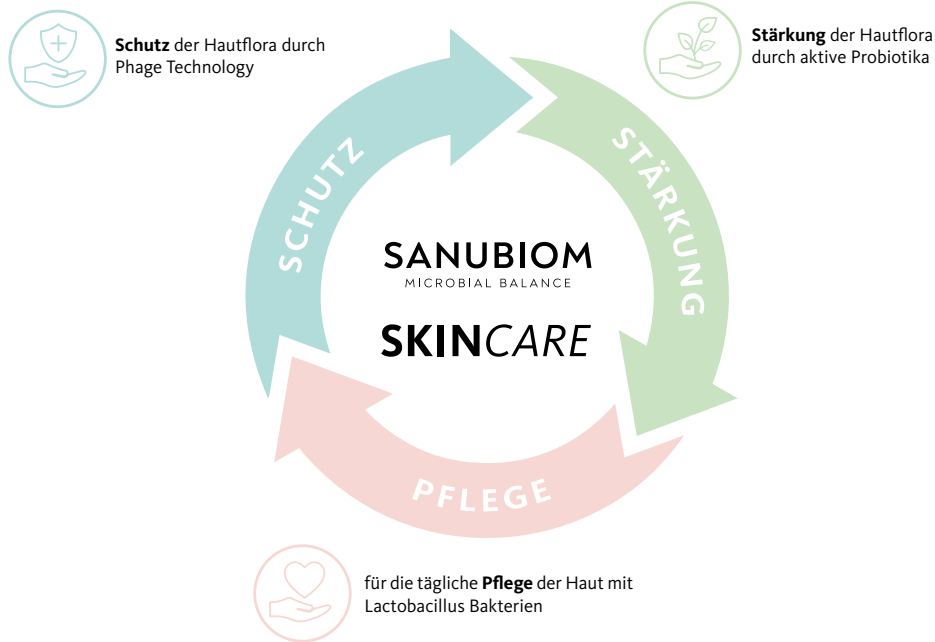 Schutz der Hautflora durch
Phage Technology
Stärkung der Hautflora
durch aktive Probiotika
SCHUTZ
STÄRKUNG
SANUBIOM
MICROBIAL BALANCE
SKINCARE
PFLEGE
für die tägliche Pflege der Haut mit
Lactobacillus Bakterien